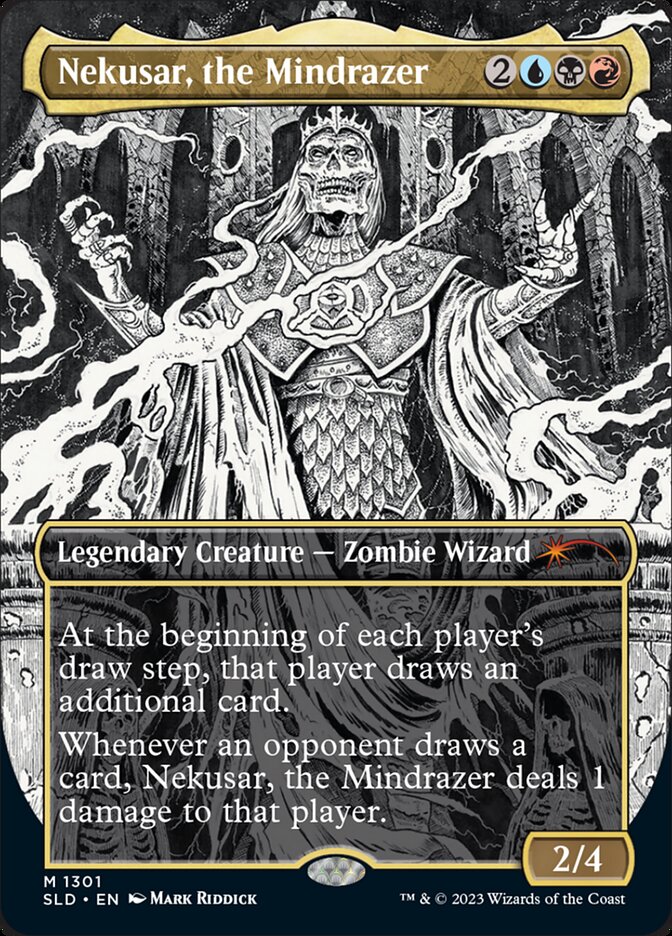 Nekusar, the Mindrazer 2
Legendary Creature — Zombie Wizard
At the beginning of each player's
draw step, that player draws an
additional card.
Whenever an opponent draws a
card, Nekusar, the Mindrazer deals 1
damage to that player.
2/4
M 1301
SLD • EN MARK RIDDICK
™ & © 2023 Wizards of the Coast